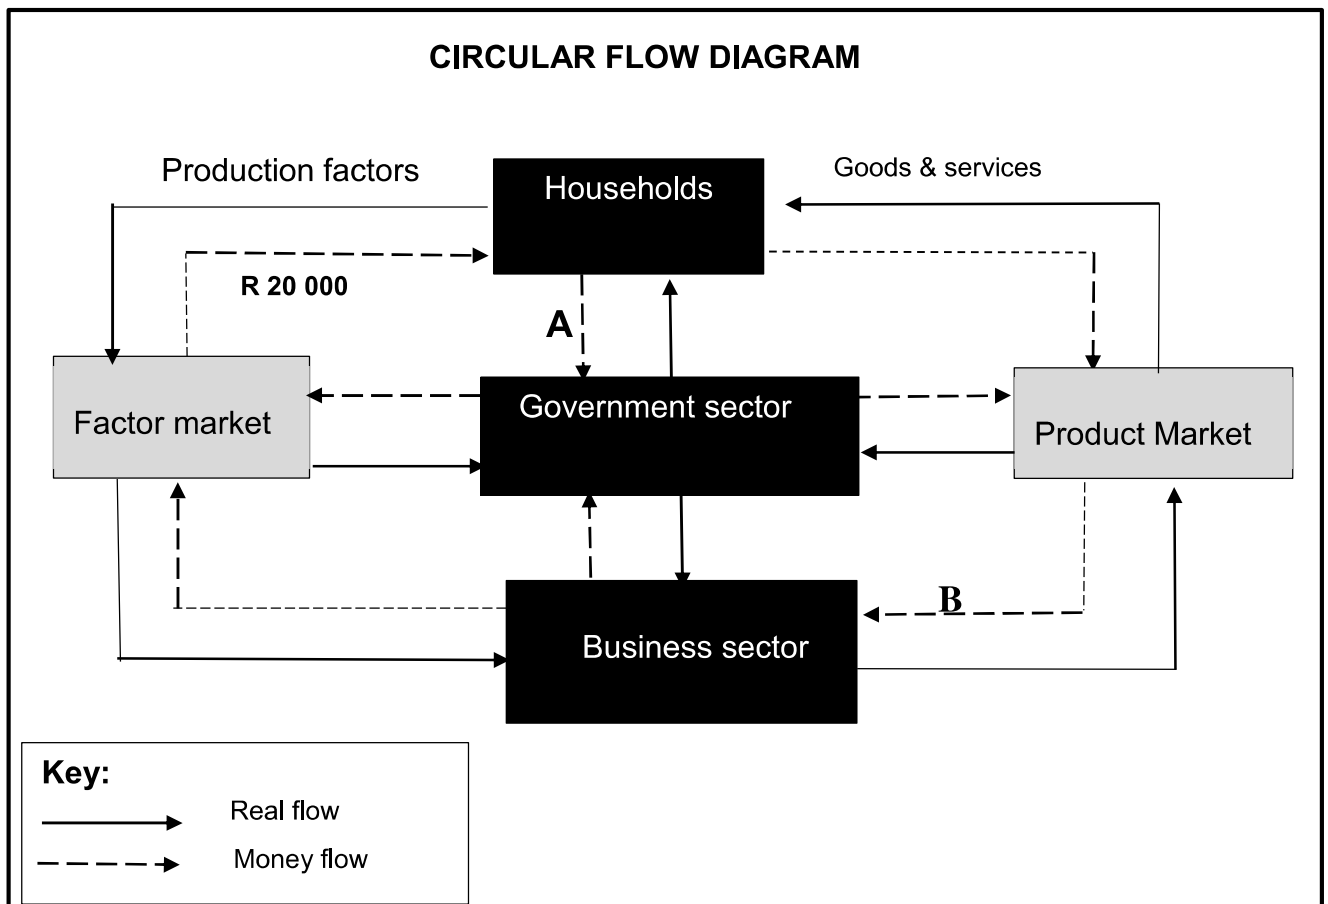 CIRCULAR FLOW DIAGRAM
Production factors
Households
Goods & services
R 20 000
A
Factor market
Government sector
Product Market
B
Business sector
Key:
Real flow
Money flow